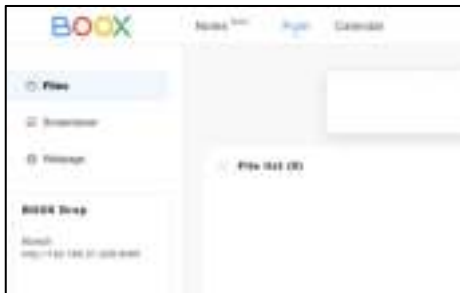 BOOX
Notes Push Calendar
Files
Screensaver
Webpage
File list (0)
BOOX Drop